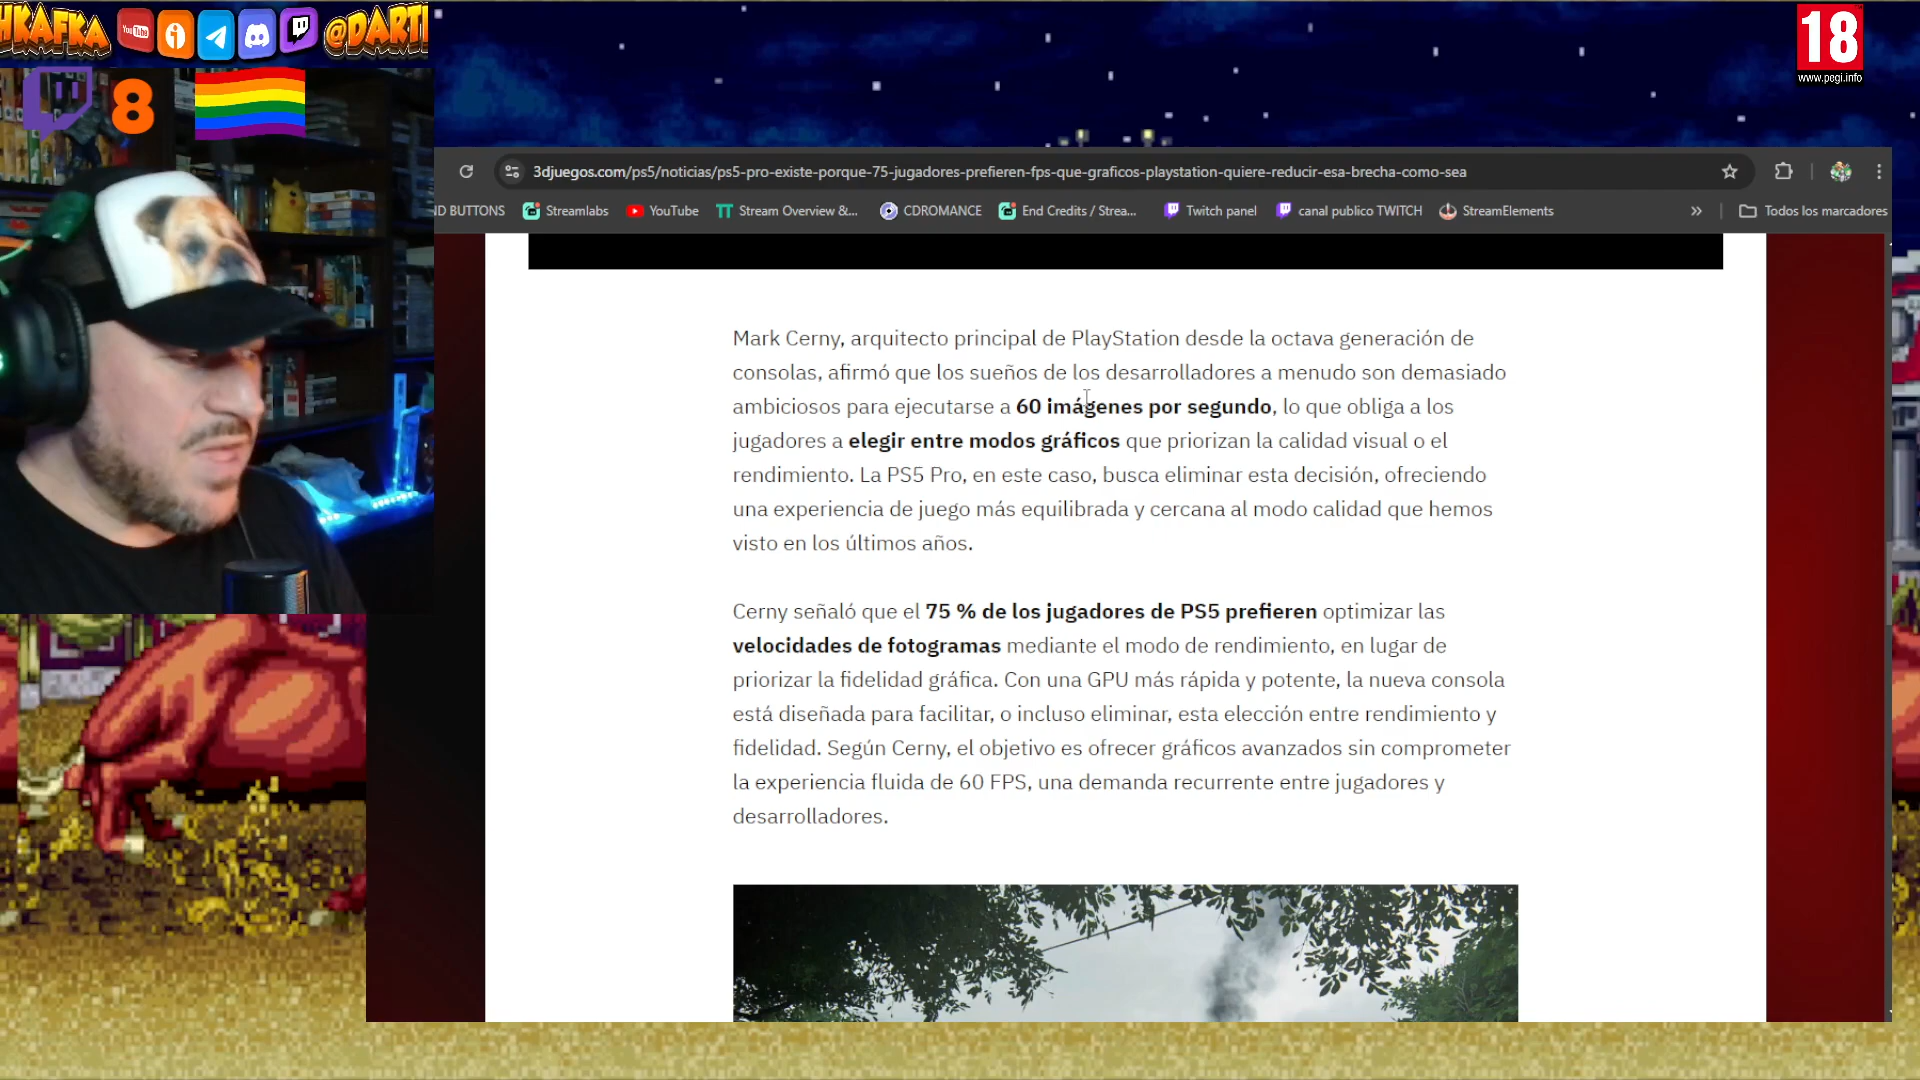 HKAFKA
YouTube
@DARTH
8
18
www.pegi.info
3djuegos.com/ps5/noticias/ps5-pro-existe-porque-75-jugadores-prefieren-fps-que-graficos-playstation-quiere-reducir-esa-brecha-como-sea
ND BUTTONS
Streamlabs
YouTube
Stream Overview &...
CDROMANCE
End Credits / Strea...
Twitch panel
canal publico TWITCH
StreamElements
»
Todos los marcadores
Mark Cerny, arquitecto principal de PlayStation desde la octava generación de
consolas, afirmó que los sueños de los desarrolladores a menudo son demasiado
ambiciosos para ejecutarse a 60 imágenes por segundo, lo que obliga a los
jugadores a elegir entre modos gráficos que priorizan la calidad visual o el
rendimiento. La PS5 Pro, en este caso, busca eliminar esta decisión, ofreciendo
una experiencia de juego más equilibrada y cercana al modo calidad que hemos
visto en los últimos años.
Cerny señaló que el 75 % de los jugadores de PS5 prefieren optimizar las
velocidades de fotogramas mediante el modo de rendimiento, en lugar de
priorizar la fidelidad gráfica. Con una GPU más rápida y potente, la nueva consola
está diseñada para facilitar, o incluso eliminar, esta elección entre rendimiento y
fidelidad. Según Cerny, el objetivo es ofrecer gráficos avanzados sin comprometer
la experiencia fluida de 60 FPS, una demanda recurrente entre jugadores y
desarrolladores.